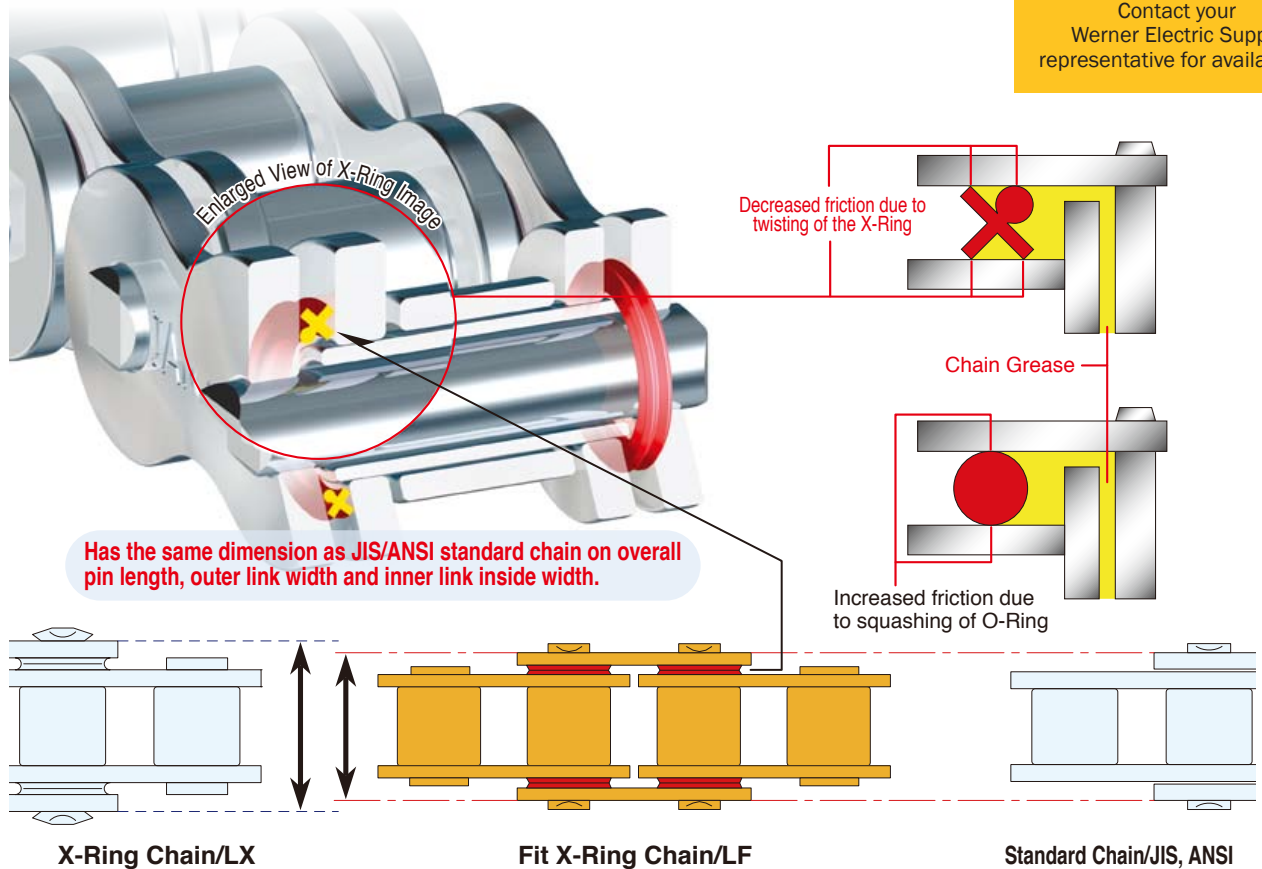 Contact your
Werner Electric
representative for
Enlarged View of X-Ring Image
Decreased friction due to
twisting of the X-Ring
Chain Grease
Increased friction due
to squashing of O-Ring
Has the same dimension as JIS/ANSI standard chain on overall
pin length, outer link width and inner link inside width.
X-Ring Chain/LX
Fit X-Ring Chain/LF
Standard Chain/JIS, ANSI